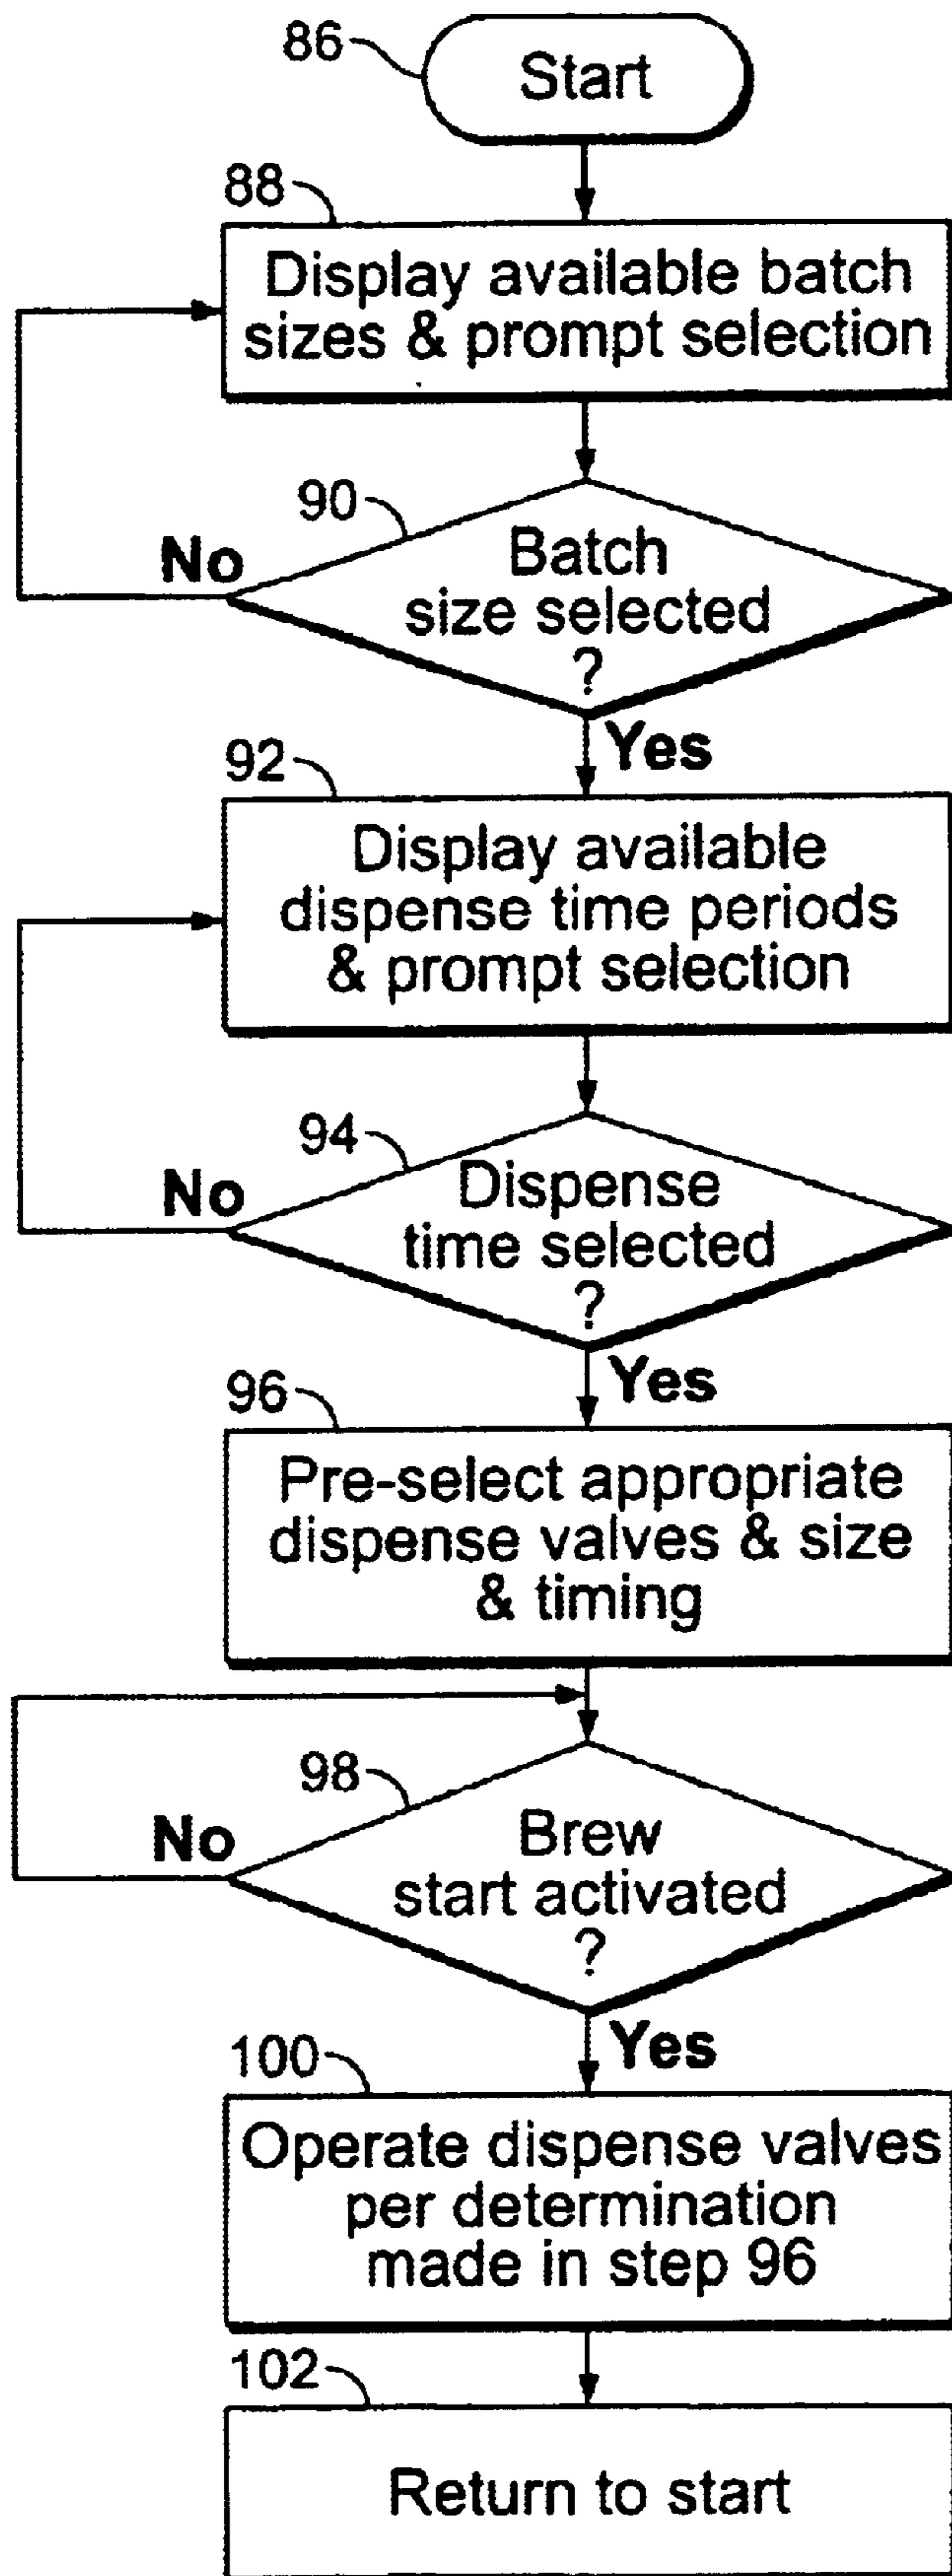 86
Start
88
Display available batch
sizes & prompt selection
90
No
Batch
size selected
?
Yes
92
Display available
dispense time periods
& prompt selection
94
No
Dispense
time selected
?
Yes
96
Pre-select appropriate
dispense valves & size
& timing
98
No
Brew
start activated
?
Yes
100
Operate dispense valves
per determination
made in step 96
102
Return to start